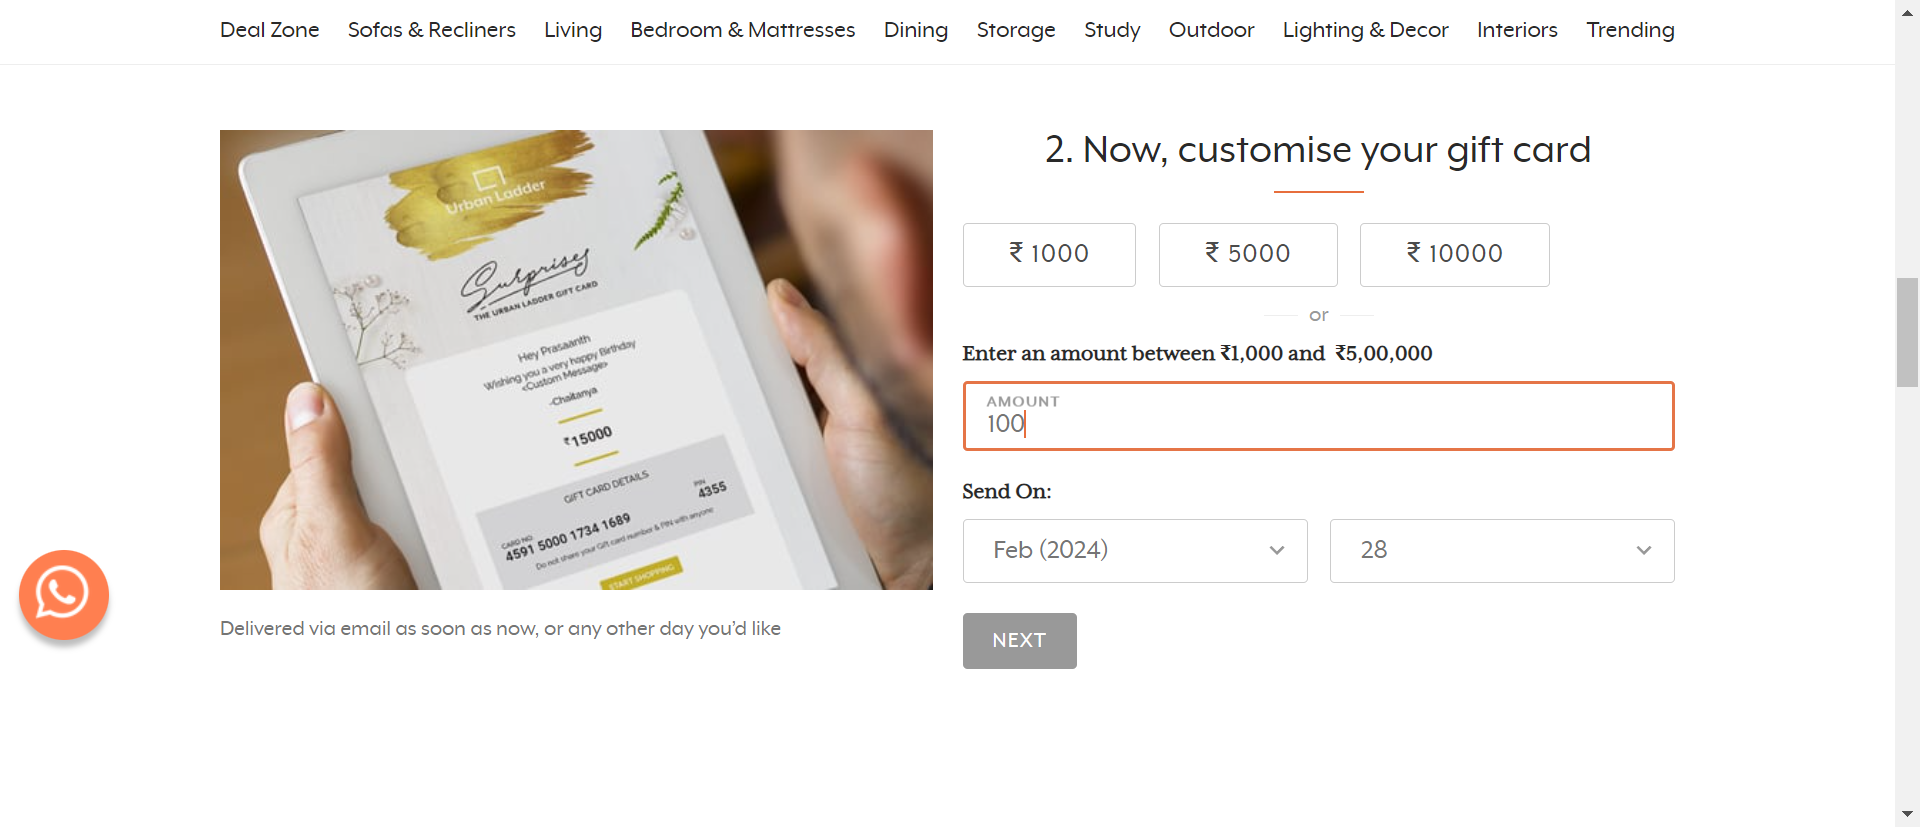 Deal Zone Sofas & Recliners Living Bedroom & Mattresses Dining Storage Study Outdoor Lighting & Decor Interiors Trending
Urban Ladder
Surprises
THE URBAN LADDER GIFT CARD
Hey Prasaanth
Wishing you a very happy Birthday
<Custom Message>
-Chaitanya
₹15000
GIFT CARD DETAILS
CARD NO.
4591 5000 1734 1689
PIN
4355
Do not share your Gift card number & PIN with anyone
START SHOPPING
Delivered via email as soon as now, or any other day you’d like
2. Now, customise your gift card
₹ 1000 ₹ 5000 ₹ 10000
or
Enter an amount between ₹1,000 and ₹5,00,000
AMOUNT
100
Send On:
Feb (2024) 28
NEXT